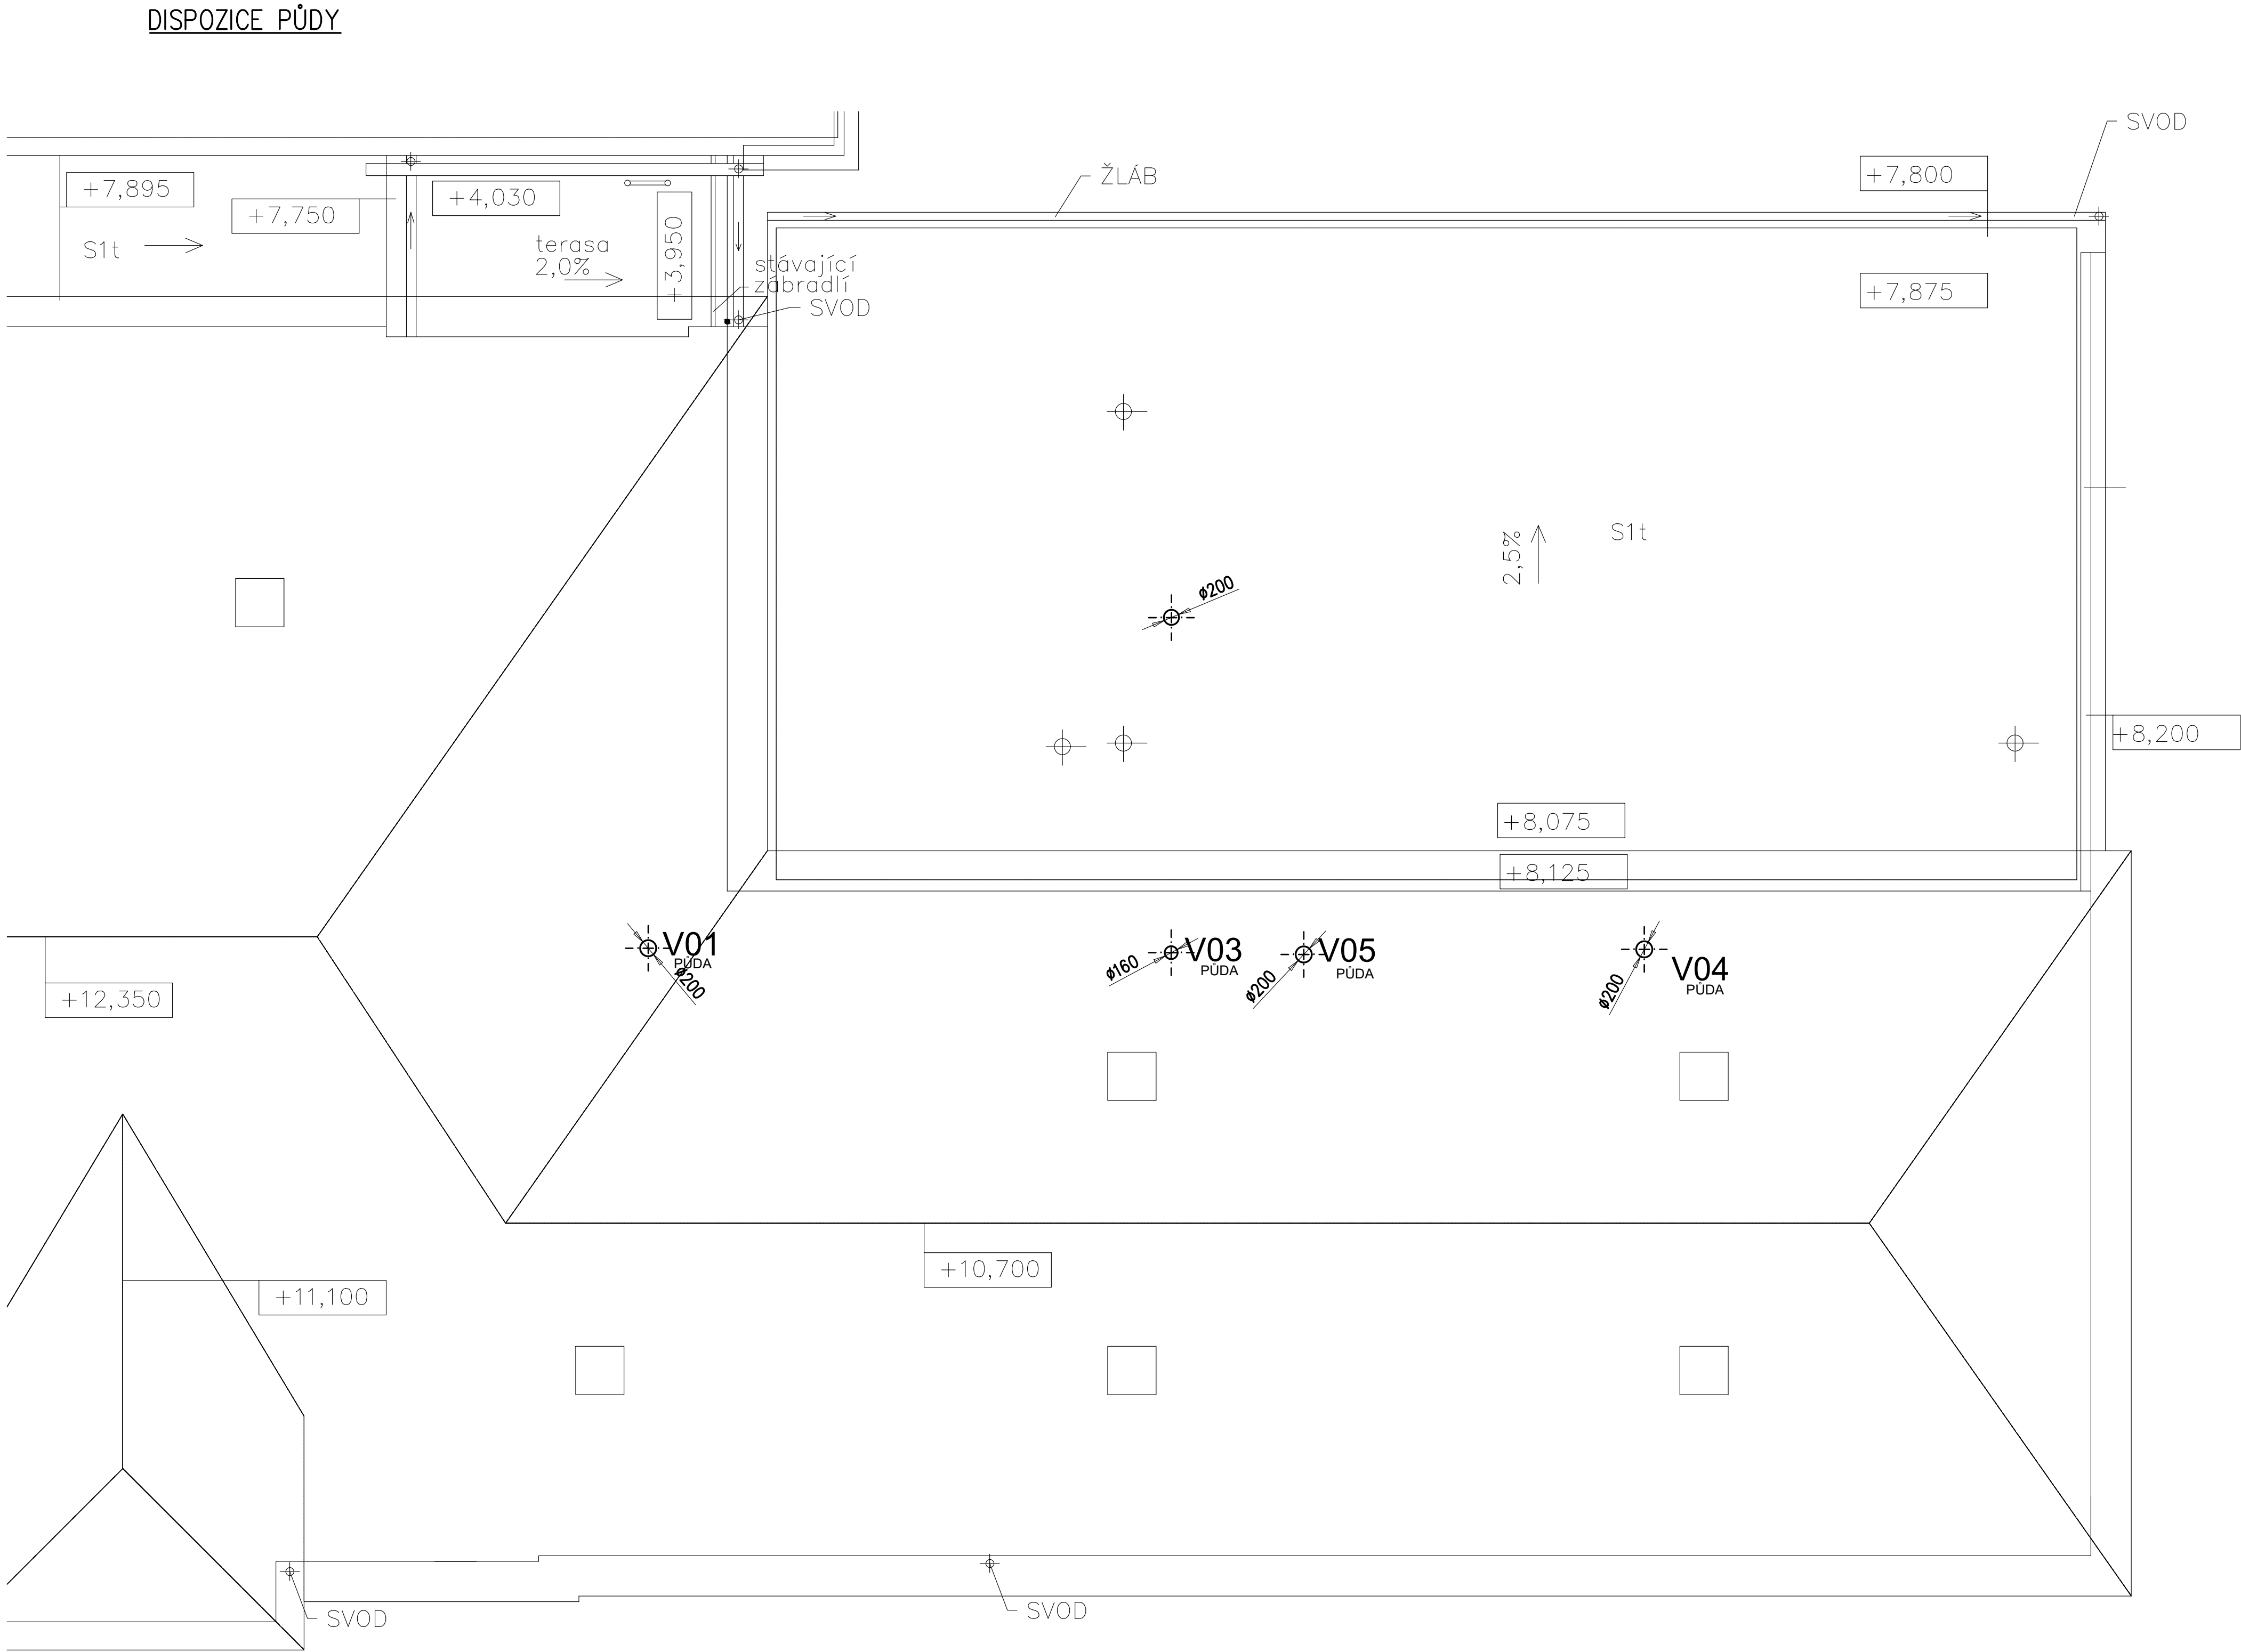 DISPOZICE PŮDY
SVOD
ŽLÁB
+7,800
+7,895
+7,750
+4,030
+3,950
S1t
terasa
2,0%
stávající
zábradlí
SVOD
+7,875
2,5%
S1t
ø200
+8,200
+8,075
+8,125
V01
PŮDA
ø200
V03
PŮDA
ø160
V05
PŮDA
ø200
V04
PŮDA
ø200
+12,350
+10,700
+11,100
SVOD
SVOD